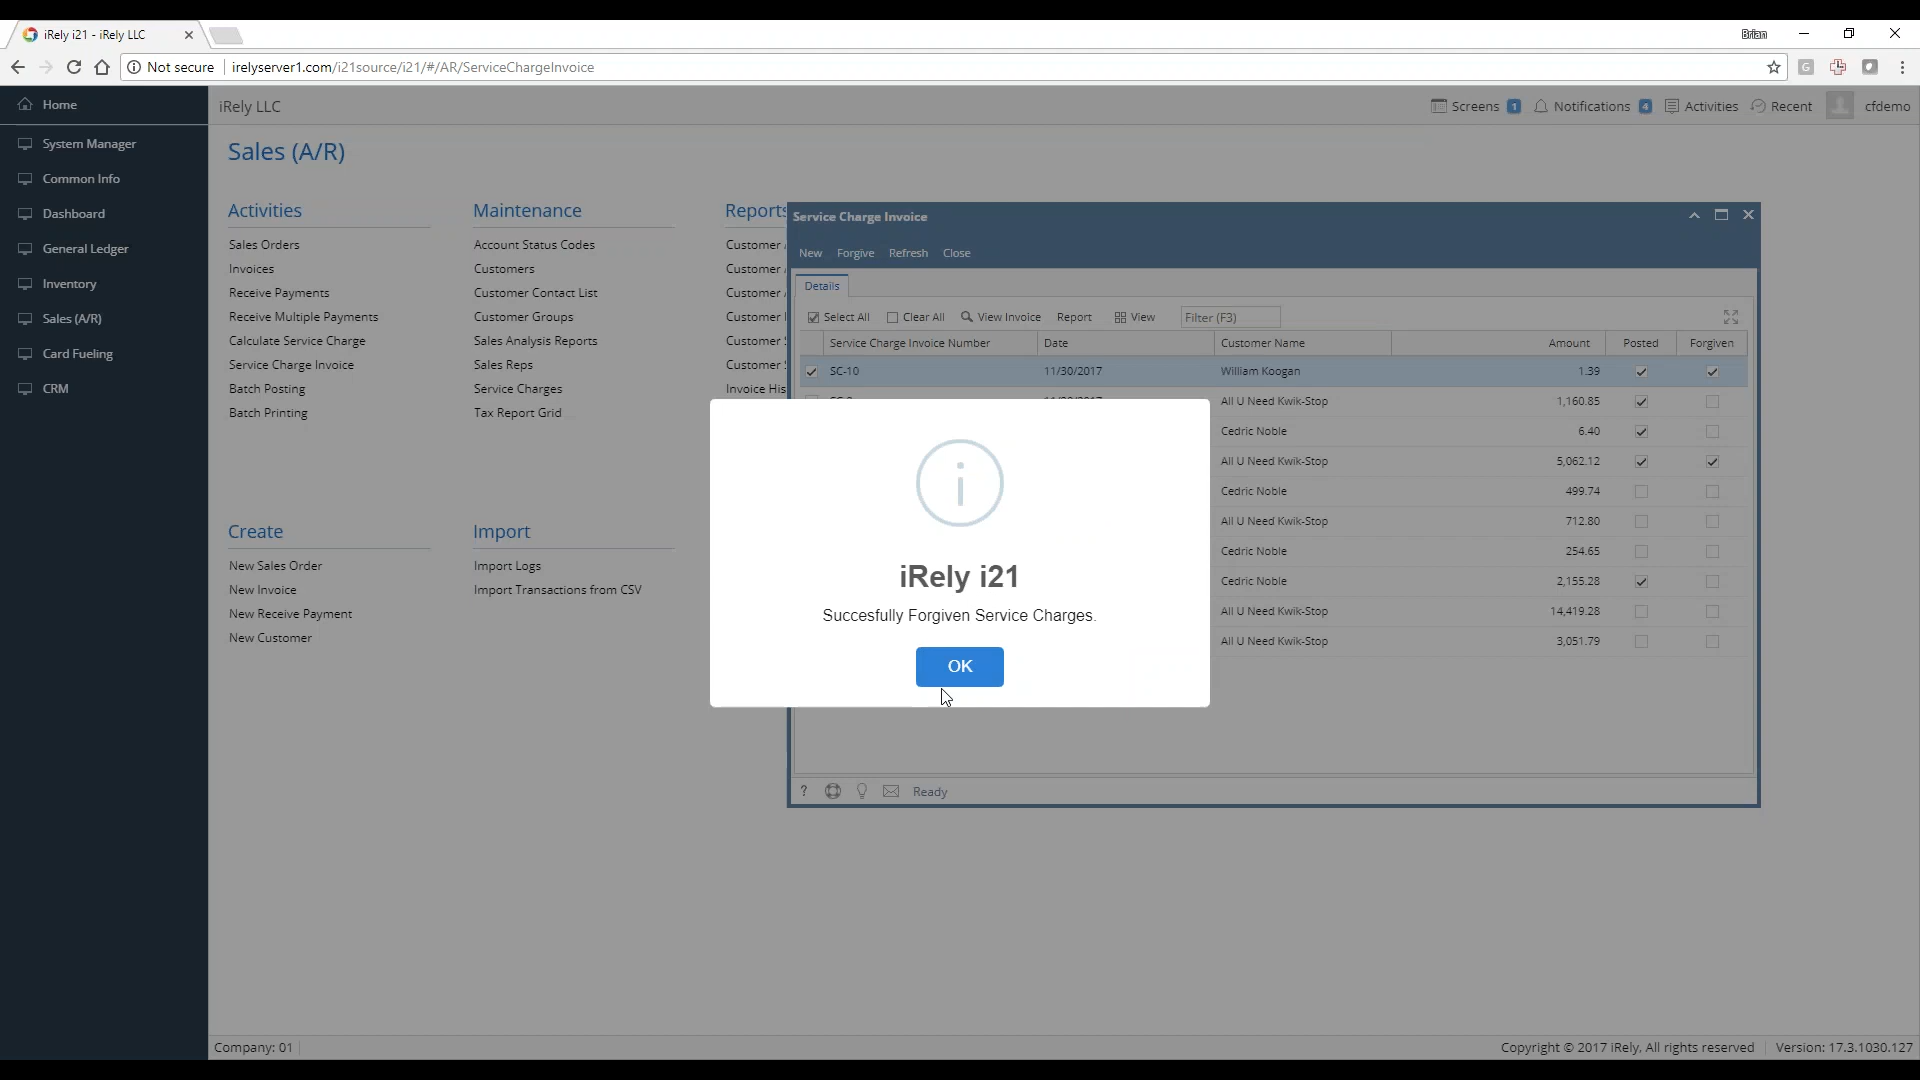 iRely i21 - iRely LLC
Brian
Not secure irelyserver1.com/i21source/i21/#/AR/ServiceChargeInvoice
Home
iRely LLC
Screens 1 Notifications 4 Activities Recent cfdemo
System Manager
Common Info
Dashboard
General Ledger
Inventory
Sales (A/R)
Card Fueling
CRM
Sales (A/R)
Activities
Sales Orders
Invoices
Receive Payments
Receive Multiple Payments
Calculate Service Charge
Service Charge Invoice
Batch Posting
Batch Printing
Maintenance
Account Status Codes
Customers
Customer Contact List
Customer Groups
Sales Analysis Reports
Sales Reps
Service Charges
Tax Report Grid
Reports
Customer
Customer
Customer
Customer
Customer
Customer
Invoice His
Create
New Sales Order
New Invoice
New Receive Payment
New Customer
Import
Import Logs
Import Transactions from CSV
Service Charge Invoice
New Forgive Refresh Close
Details
Select All Clear All View Invoice Report View Filter (F3)
Service Charge Invoice Number Date Customer Name Amount Posted Forgiven
SC-10 11/30/2017 William Koogan 1.39
All U Need Kwik-Stop 1,160.85
Cedric Noble 6.40
All U Need Kwik-Stop 5,062.12
Cedric Noble 499.74
All U Need Kwik-Stop 712.80
Cedric Noble 254.65
Cedric Noble 2,155.28
All U Need Kwik-Stop 14,419.28
All U Need Kwik-Stop 3,051.79
iRely i21
Succesfully Forgiven Service Charges.
OK
? Ready
Company: 01
Copyright © 2017 iRely, All rights reserved Version: 17.3.1030.127